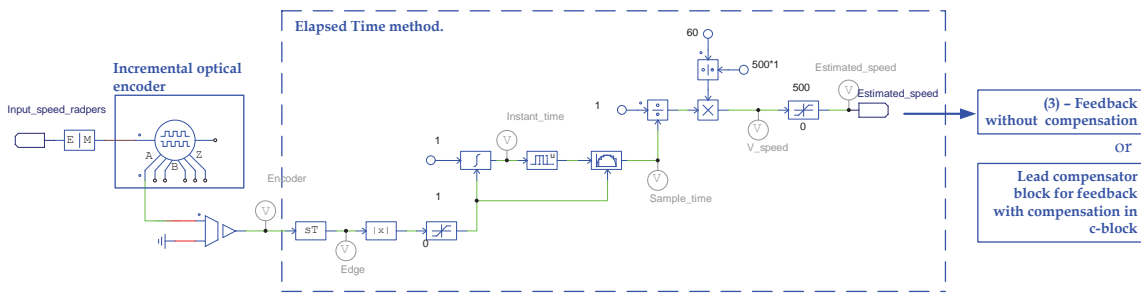 Elapsed Time method.
Incremental optical
encoder
Input_speed_radpers
E M
A
B
Z
Encoder
sT
Edge
|x|
1
0
1
∫
Instant_time
u
Sample_time
1
÷
60
÷
500*1
×
V
V_speed
500
0
Estimated_speed
Estimated_speed
V
V
V
V
V
(3) – Feedback
without compensation
or
Lead compensator
block for feedback
with compensation in
c-block